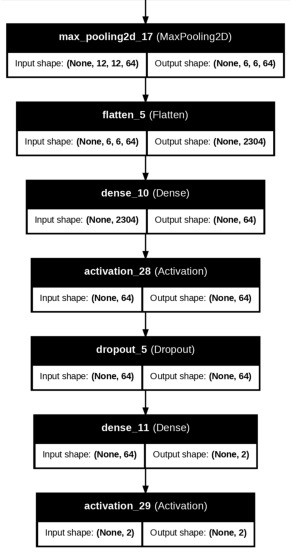 max_pooling2d_17 (MaxPooling2D)
Input shape: (None, 12, 12, 64) Output shape: (None, 6, 6, 64)
flatten_5 (Flatten)
Input shape: (None, 6, 6, 64) Output shape: (None, 2304)
dense_10 (Dense)
Input shape: (None, 2304) Output shape: (None, 64)
activation_28 (Activation)
Input shape: (None, 64) Output shape: (None, 64)
dropout_5 (Dropout)
Input shape: (None, 64) Output shape: (None, 64)
dense_11 (Dense)
Input shape: (None, 64) Output shape: (None, 2)
activation_29 (Activation)
Input shape: (None, 2) Output shape: (None, 2)